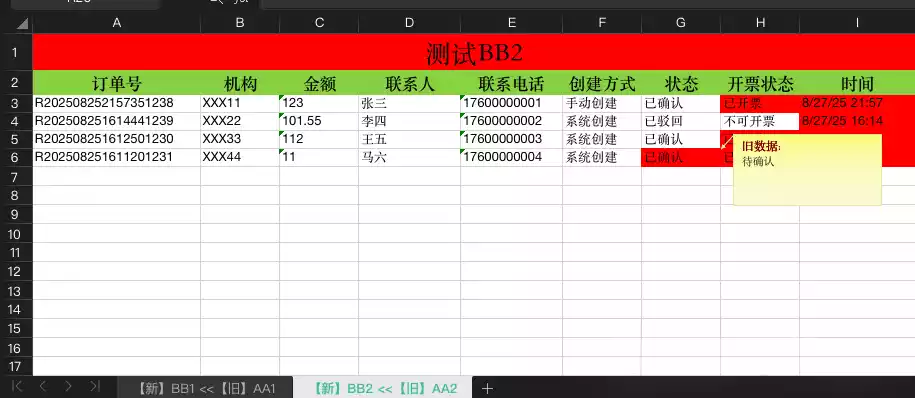 A B C D E F G H I
1 测试BB2
2 订单号 机构 金额 联系人 联系电话 创建方式 状态 开票状态 时间
3 R202508252157351238 XXX11 123 张三 17600000001 手动创建 已确认 已开票 8/27/25 21:57
4 R202508251614441239 XXX22 101.55 李四 17600000002 系统创建 已驳回 不可开票 8/27/25 16:14
5 R202508251612501230 XXX33 112 王五 17600000003 系统创建 已确认
6 R202508251611201231 XXX44 11 马六 17600000004 系统创建 已确认
旧数据:
待确认
7
8
9
10
11
12
13
14
15
16
17
【新】BB1 <<【旧】AA1 【新】BB2 <<【旧】AA2 +